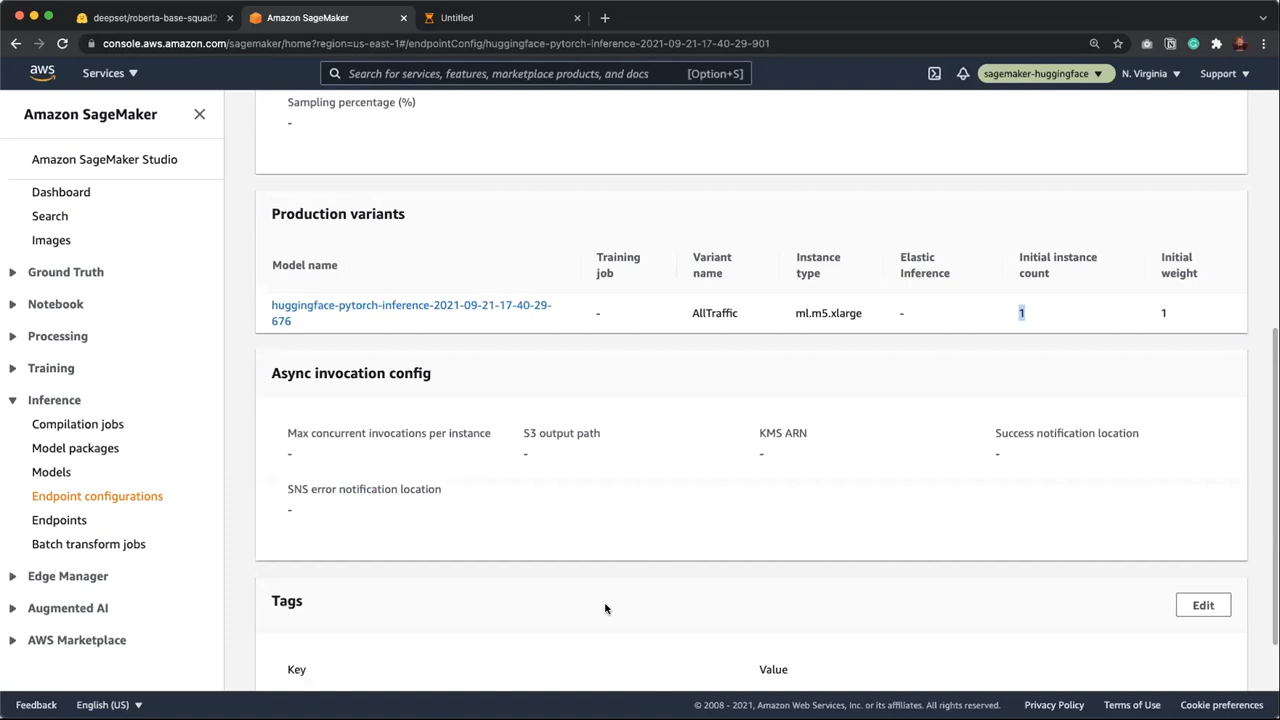 deepset/roberta-base-squad2
Amazon SageMaker
Untitled
console.aws.amazon.com/sagemaker/home?region=us-east-1#/endpointConfig/huggingface-pytorch-inference-2021-09-21-17-40-29-901
aws
Services
Search for services, features, marketplace products, and docs
[Option+S]
sagemaker-huggingface
N. Virginia
Support
Amazon SageMaker
Amazon SageMaker Studio
Dashboard
Search
Images
Ground Truth
Notebook
Processing
Training
Inference
Compilation jobs
Model packages
Models
Endpoint configurations
Endpoints
Batch transform jobs
Edge Manager
Augmented AI
AWS Marketplace
Sampling percentage (%)
-
Production variants
Model name
Training
job
Variant
name
Instance
type
Elastic
Inference
Initial instance
count
Initial
weight
huggingface-pytorch-inference-2021-09-21-17-40-29-
676
-
AllTraffic
ml.m5.xlarge
-
1
1
Async invocation config
Max concurrent invocations per instance
-
S3 output path
-
KMS ARN
-
Success notification location
-
SNS error notification location
-
Tags
Edit
Key
Value
Feedback
English (US)
© 2008 - 2021, Amazon Web Services, Inc. or its affiliates. All rights reserved.
Privacy Policy
Terms of Use
Cookie preferences